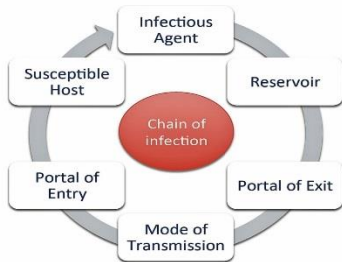 Infectious
Agent
Reservoir
Portal of Exit
Mode of
Transmission
Portal of
Entry
Susceptible
Host
Chain of
infection